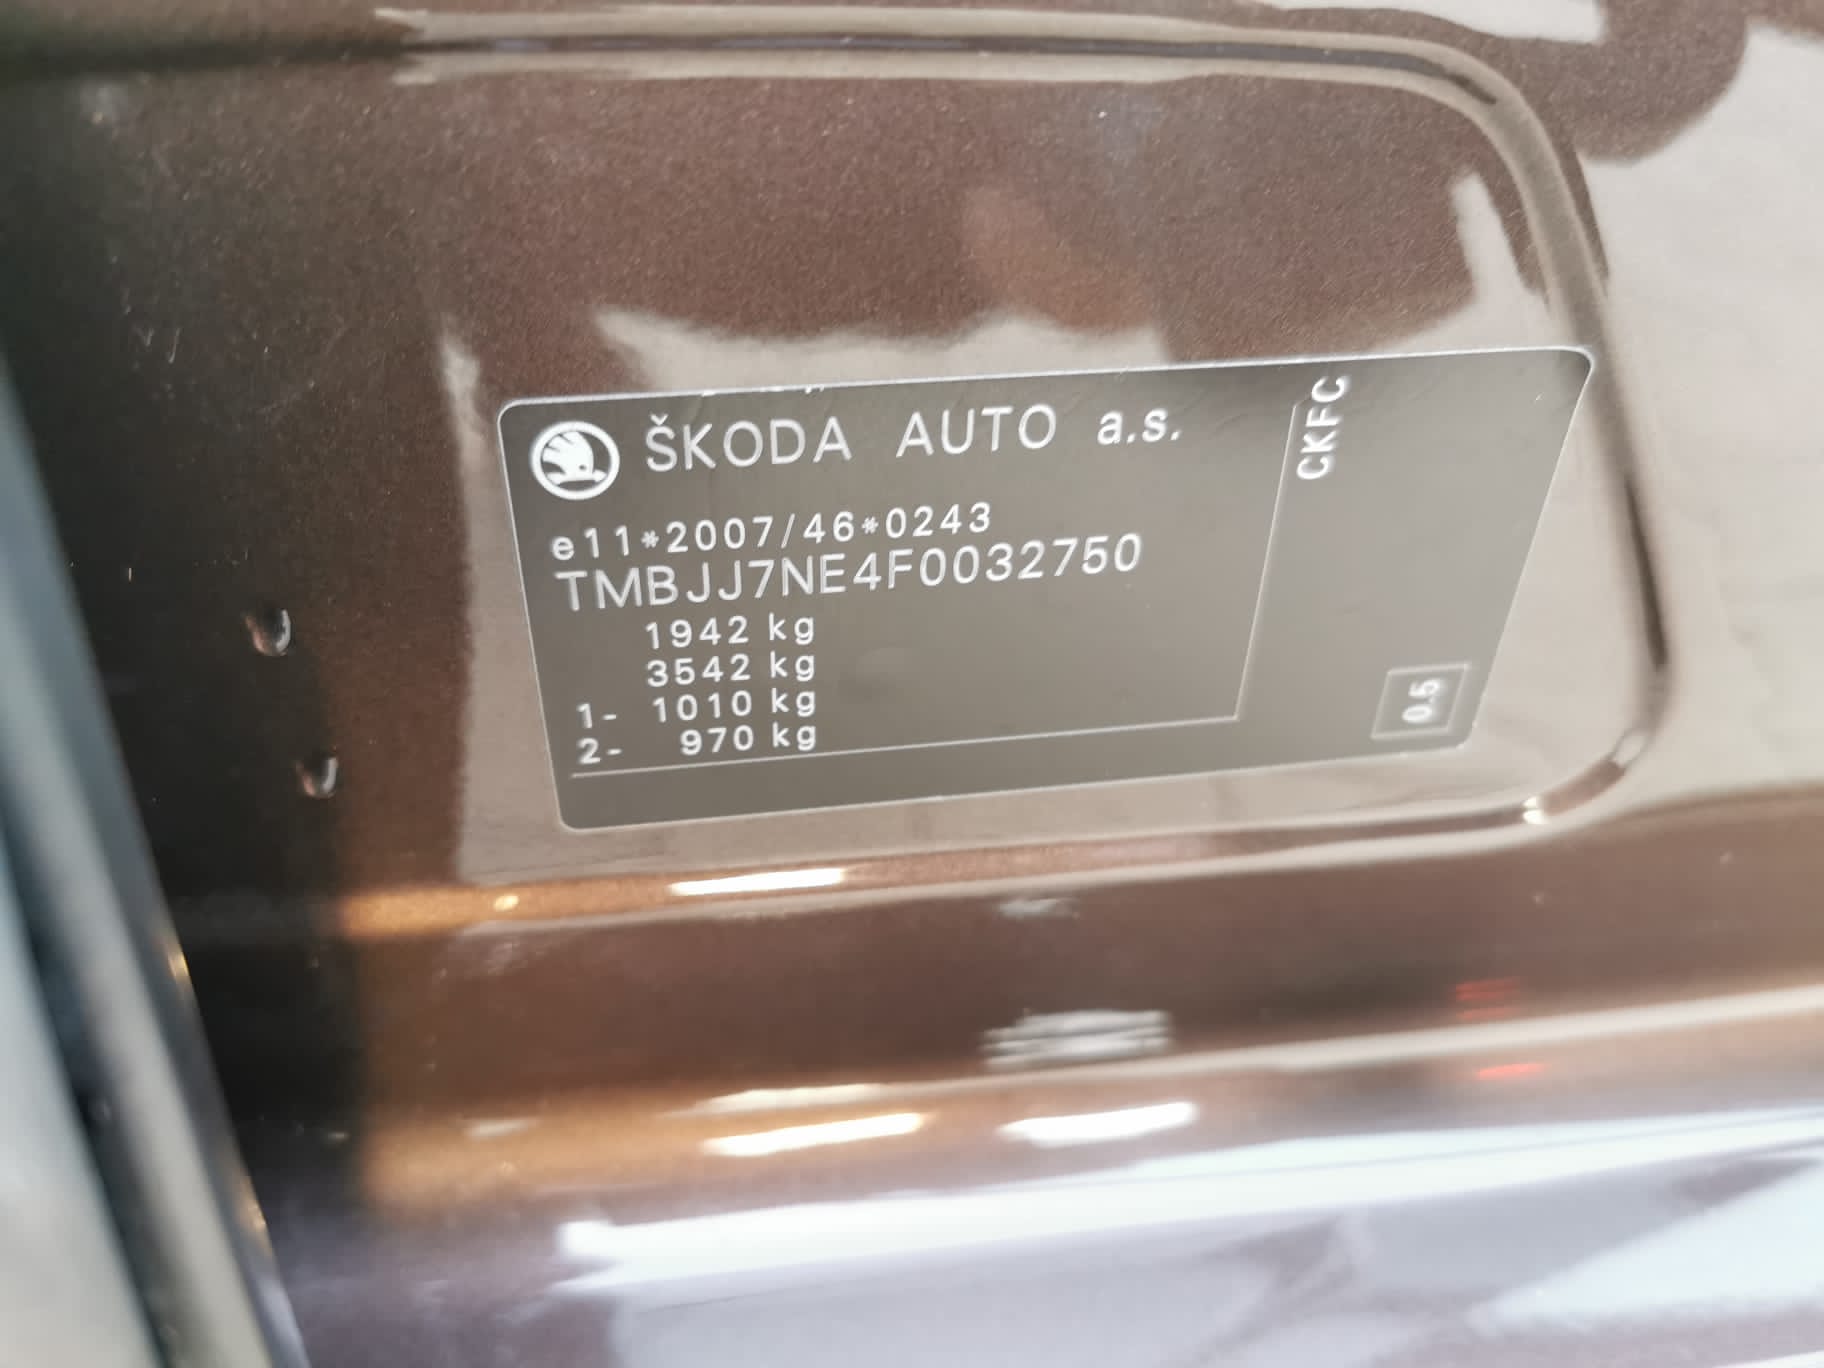 ŠKODA AUTO a.s.
e11*2007/46*0243
TMBJJ7NE4F0032750
1942 kg
3542 kg
1- 1010 kg
2- 970 kg
CKFC
0.5